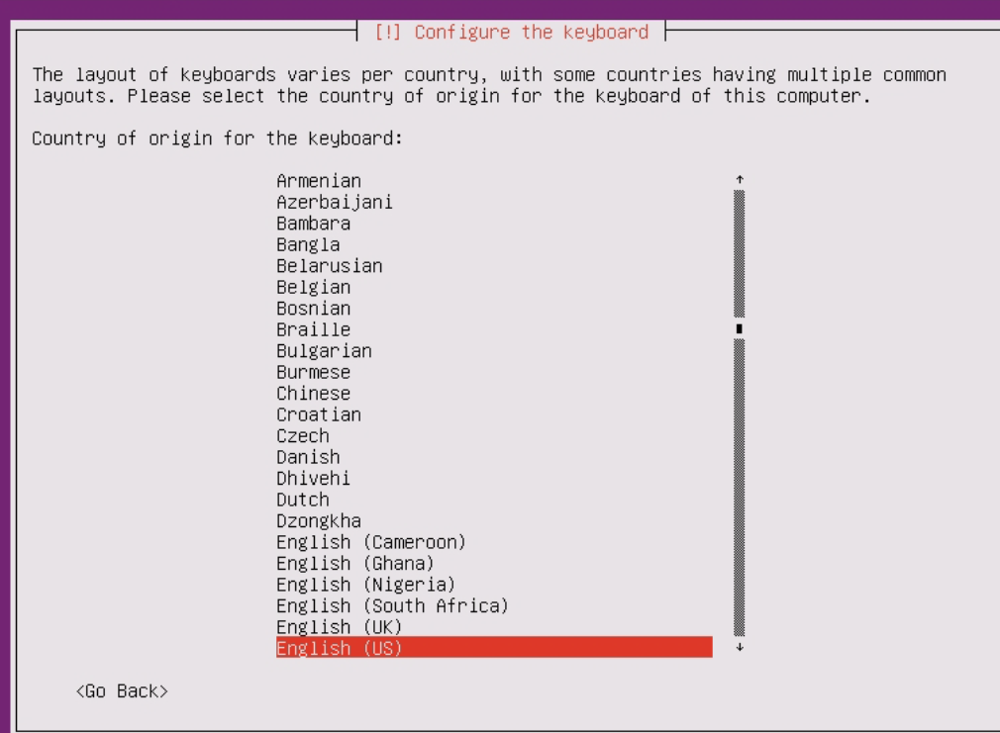 [!] Configure the keyboard
The layout of keyboards varies per country, with some countries having multiple common
layouts. Please select the country of origin for the keyboard of this computer.
Country of origin for the keyboard:
Armenian
Azerbaijani
Bambara
Bangla
Belarusian
Belgian
Bosnian
Braille
Bulgarian
Burmese
Chinese
Croatian
Czech
Danish
Dhivehi
Dutch
Dzongkha
English (Cameroon)
English (Ghana)
English (Nigeria)
English (South Africa)
English (UK)
English (US)
<Go Back>